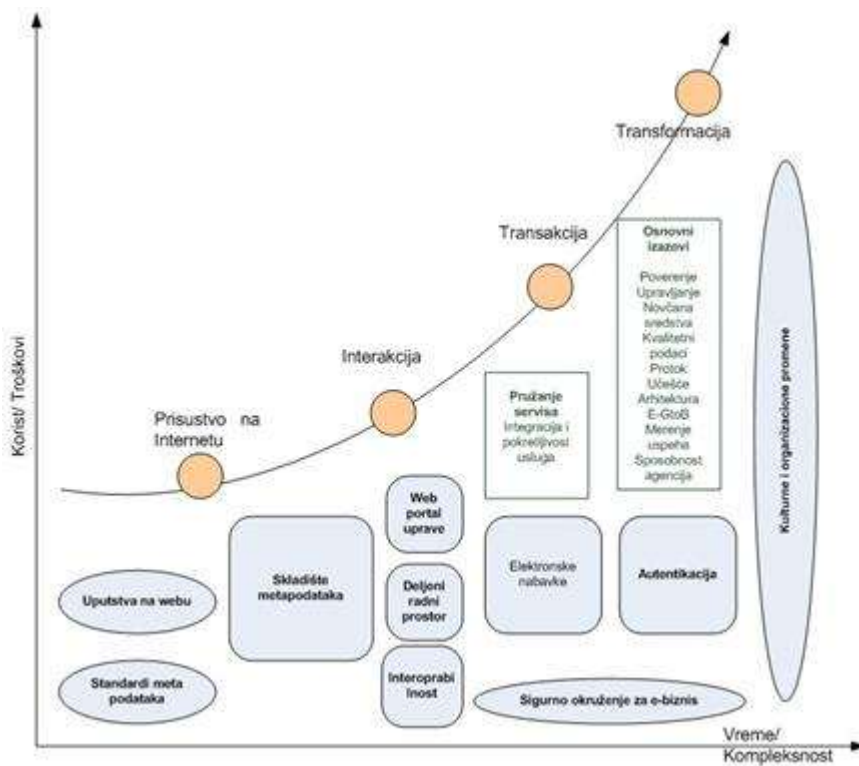 Transformacija
Transakcija
Osnovni
izazovi
Poverenje
Upravljanje
Novčana
sredstva
Kvalitetni
podaci
Protok
Učešće
Arhitektura
E-GtoB
Merenje
uspeha
Sposobnost
agencija
Interakcija
Pružanje
servisa
Integracija i
pokretljivost
usluga
Prisustvo na
Internetu
Korist/ Troškovi
Kulturne i organizacione promene
Web
portal
uprave
Skladište
metapodataka
Deljeni
radni
prostor
Elektronske
nabavke
Autentikacija
Uputstva na webu
Standardi meta
podataka
Interoprabi
lnost
Sigurno okruženje za e-biznis
Vreme/
Kompleksnost